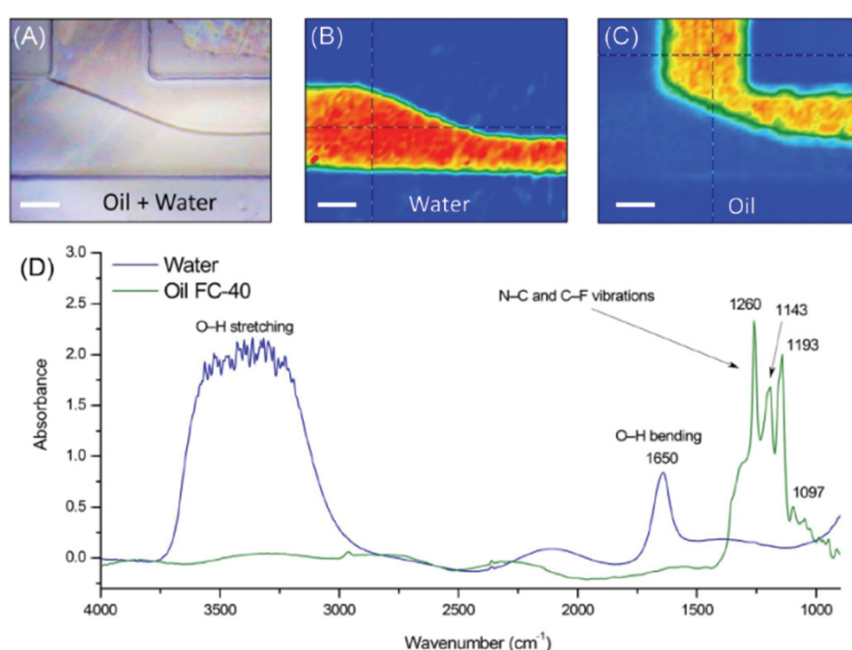 (A)
Oil + Water
(B)
Water
(C)
Oil
(D)
Water
Oil FC-40
O–H stretching
N–C and C–F vibrations
1260
1143
1193
O–H bending
1650
1097
3.0
2.5
2.0
1.5
1.0
0.5
0.0
Absorbance
4000
3500
3000
2500
2000
1500
1000
Wavenumber (cm⁻¹)